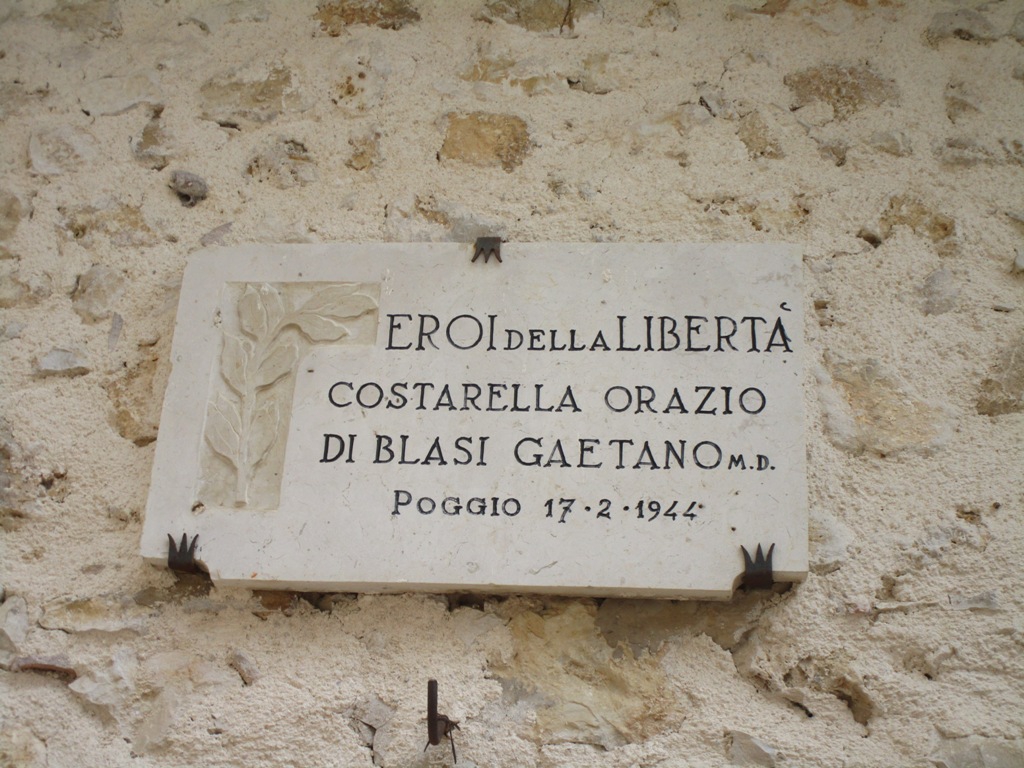 EROI DELLA LIBERTÀ
COSTARELLA ORAZIO
DI BLASI GAETANO M.D.
POGGIO 17·2·1944